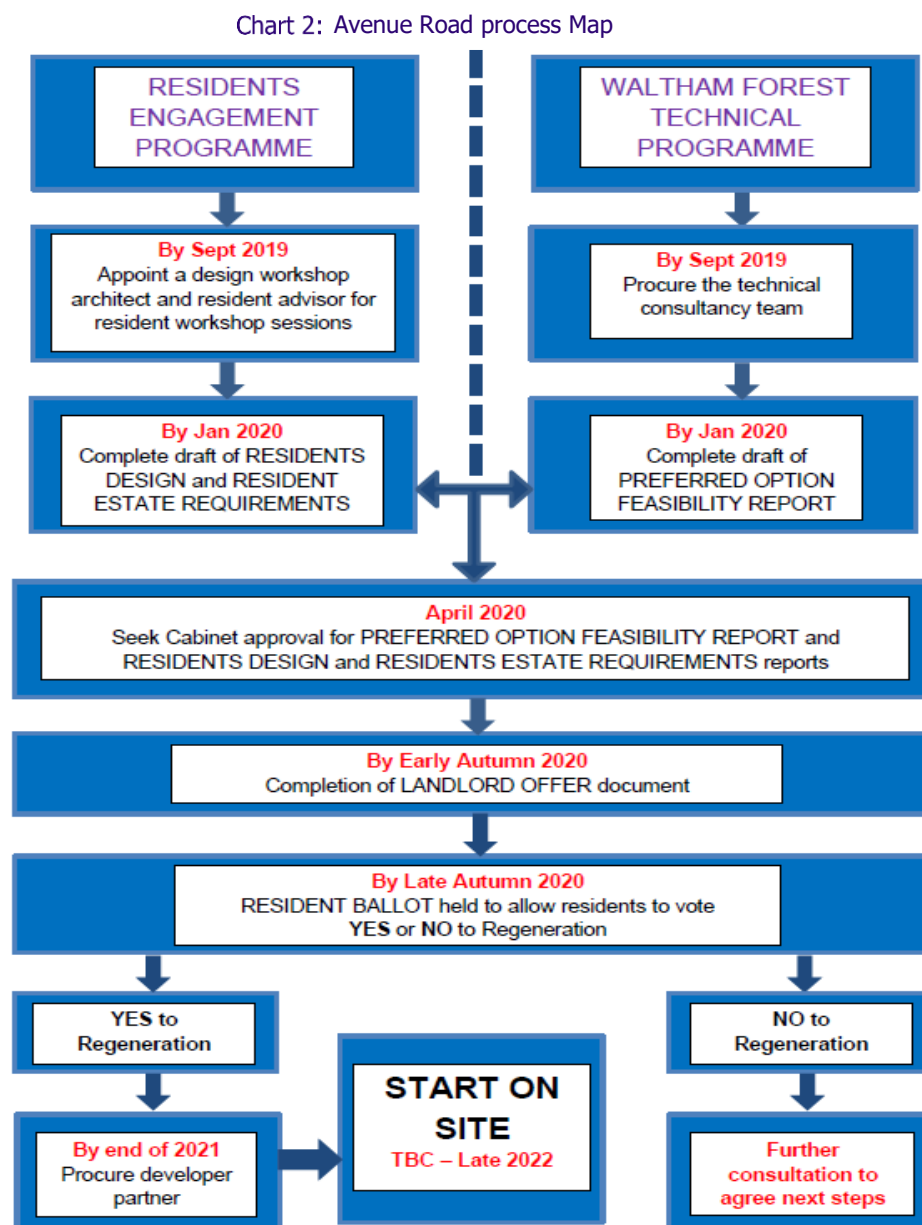 Chart 2: Avenue Road process Map
RESIDENTS
ENGAGEMENT
PROGRAMME
WALTHAM FOREST
TECHNICAL
PROGRAMME
By Sept 2019
Appoint a design workshop
architect and resident advisor for
resident workshop sessions
By Sept 2019
Procure the technical
consultancy team
By Jan 2020
Complete draft of RESIDENTS
DESIGN and RESIDENT
ESTATE REQUIREMENTS
By Jan 2020
Complete draft of
PREFERRED OPTION
FEASIBILITY REPORT
April 2020
Seek Cabinet approval for PREFERRED OPTION FEASIBILITY REPORT and
RESIDENTS DESIGN and RESIDENTS ESTATE REQUIREMENTS reports
By Early Autumn 2020
Completion of LANDLORD OFFER document
By Late Autumn 2020
RESIDENT BALLOT held to allow residents to vote
YES or NO to Regeneration
YES to
Regeneration
NO to
Regeneration
By end of 2021
Procure developer
partner
START ON
SITE
TBC – Late 2022
Further
consultation to
agree next steps